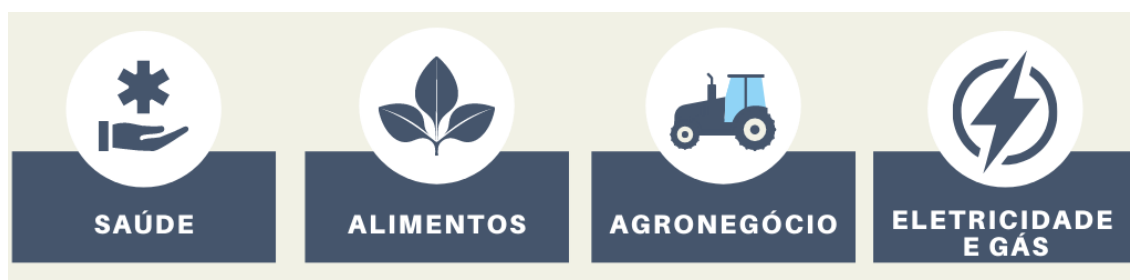 SAÚDE
ALIMENTOS
AGRONEGÓCIO
ELETRICIDADE
E GÁS